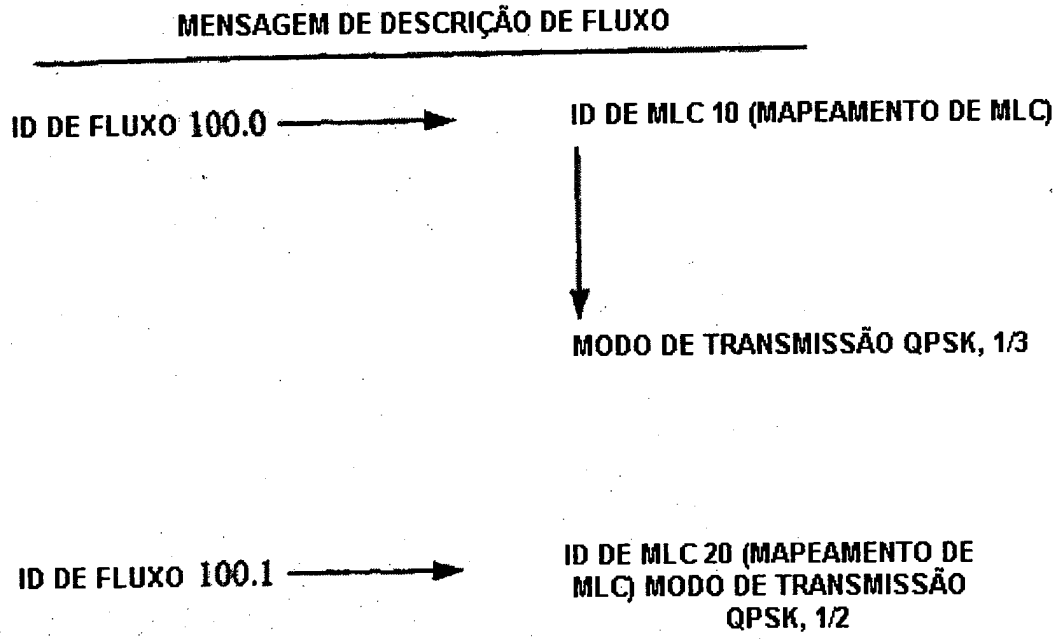 MENSAGEM DE DESCRIÇÃO DE FLUXO
ID DE FLUXO 100.0
ID DE MLC 10 (MAPEAMENTO DE MLC)
MODO DE TRANSMISSÃO QPSK, 1/3
ID DE FLUXO 100.1
ID DE MLC 20 (MAPEAMENTO DE
MLC) MODO DE TRANSMISSÃO
QPSK, 1/2